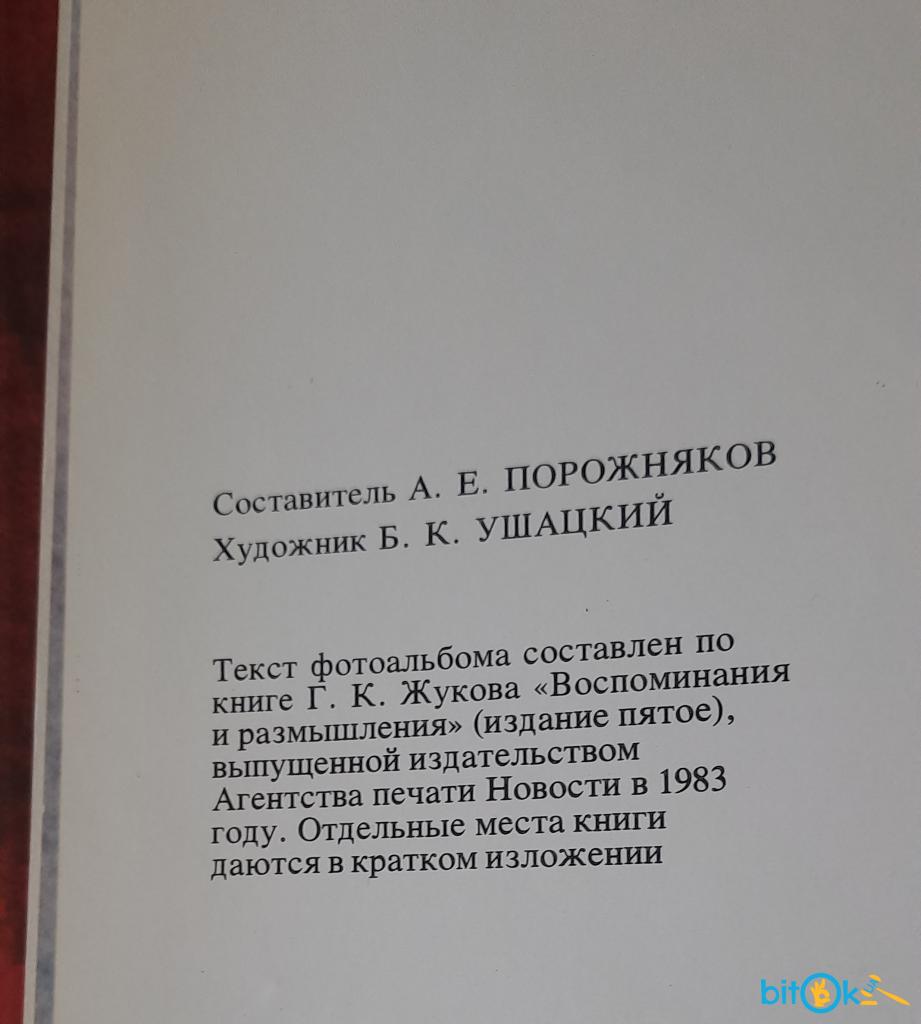 Составитель А. Е. ПОРОЖНЯКОВ
Художник Б. К. УШАЦКИЙ
Текст фотоальбома составлен по
книге Г. К. Жукова «Воспоминания
и размышления» (издание пятое),
выпущенной издательством
Агентства печати Новости в 1983
году. Отдельные места книги
даются в кратком изложении
bitOk UA